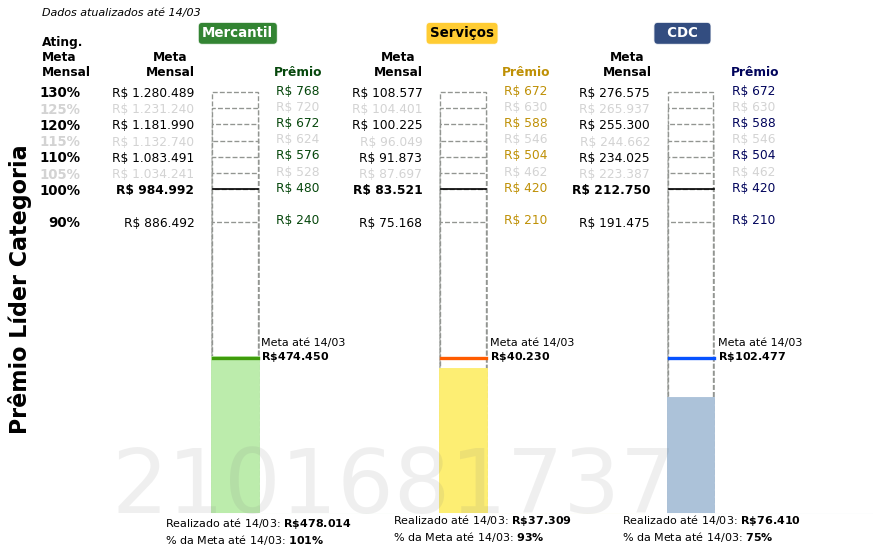 Dados atualizados até 14/03
Mercantil Serviços CDC
Ating. Meta Mensal Meta Mensal Prêmio Meta Mensal Prêmio Meta Mensal Prêmio
130% R$ 1.280.489 R$ 768 R$ 108.577 R$ 672 R$ 276.575 R$ 672
125% R$ 1.231.240 R$ 720 R$ 104.401 R$ 630 R$ 265.937 R$ 630
120% R$ 1.181.990 R$ 672 R$ 100.225 R$ 588 R$ 255.300 R$ 588
115% R$ 1.132.740 R$ 624 R$ 96.049 R$ 546 R$ 244.662 R$ 546
110% R$ 1.083.491 R$ 576 R$ 91.873 R$ 504 R$ 234.025 R$ 504
105% R$ 1.034.241 R$ 528 R$ 87.697 R$ 462 R$ 223.387 R$ 462
100% R$ 984.992 R$ 480 R$ 83.521 R$ 420 R$ 212.750 R$ 420
90% R$ 886.492 R$ 240 R$ 75.168 R$ 210 R$ 191.475 R$ 210
Prêmio Líder Categoria
Meta até 14/03 Meta até 14/03 Meta até 14/03
R$474.450 R$40.230 R$102.477
2101681737
Realizado até 14/03: R$478.014 Realizado até 14/03: R$37.309 Realizado até 14/03: R$76.410
% da Meta até 14/03: 101% % da Meta até 14/03: 93% % da Meta até 14/03: 75%